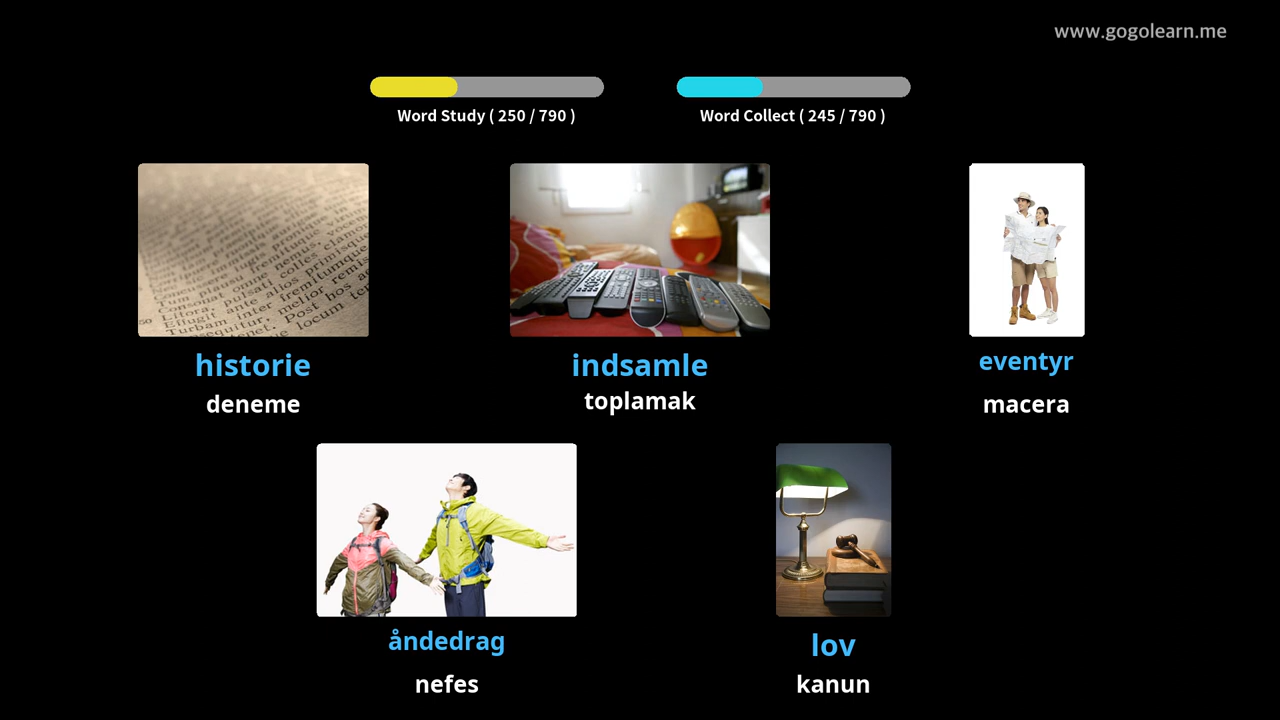 www.gogolearn.me
Word Study ( 250 / 790 )
Word Collect ( 245 / 790 )
historie
deneme
indsamle
toplamak
eventyr
macera
åndedrag
nefes
lov
kanun